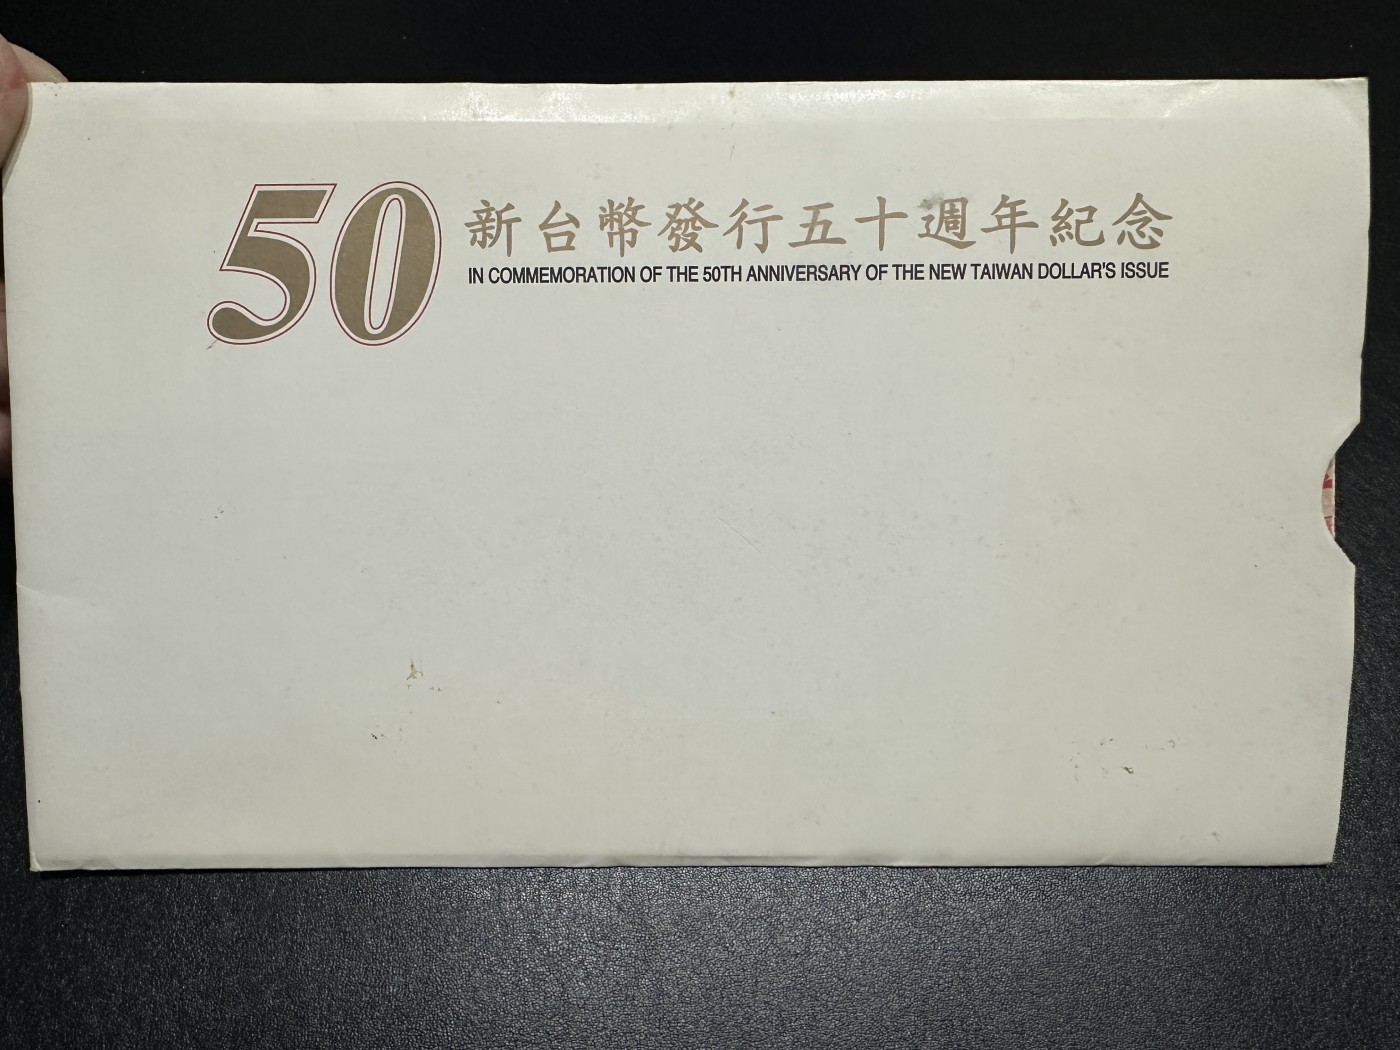 50
新台幣發行五十週年紀念
IN COMMEMORATION OF THE 50TH ANNIVERSARY OF THE NEW TAIWAN DOLLAR'S ISSUE